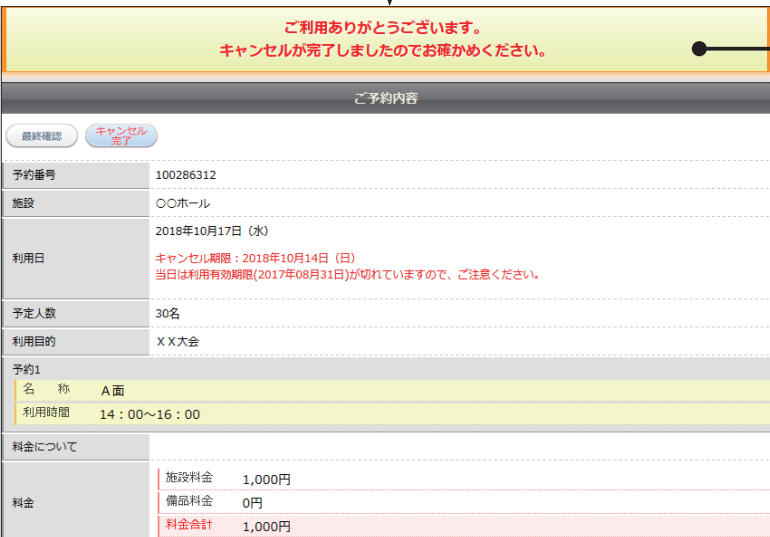 ご利用ありがとうございます。
キャンセルが完了しましたのでお確かめください。
ご予約内容
最終確認
キャンセル
完了
予約番号 100286312
施設 ○○ホール
利用日 2018年10月17日（水）
キャンセル期限：2018年10月14日（日）
当日は利用有効期限(2017年08月31日)が切れていますので、ご注意ください。
予定人数 30名
利用目的 ＸＸ大会
予約1
名　称 Ａ面
利用時間 14：00～16：00
料金について
料金
施設料金 1,000円
備品料金 0円
料金合計 1,000円